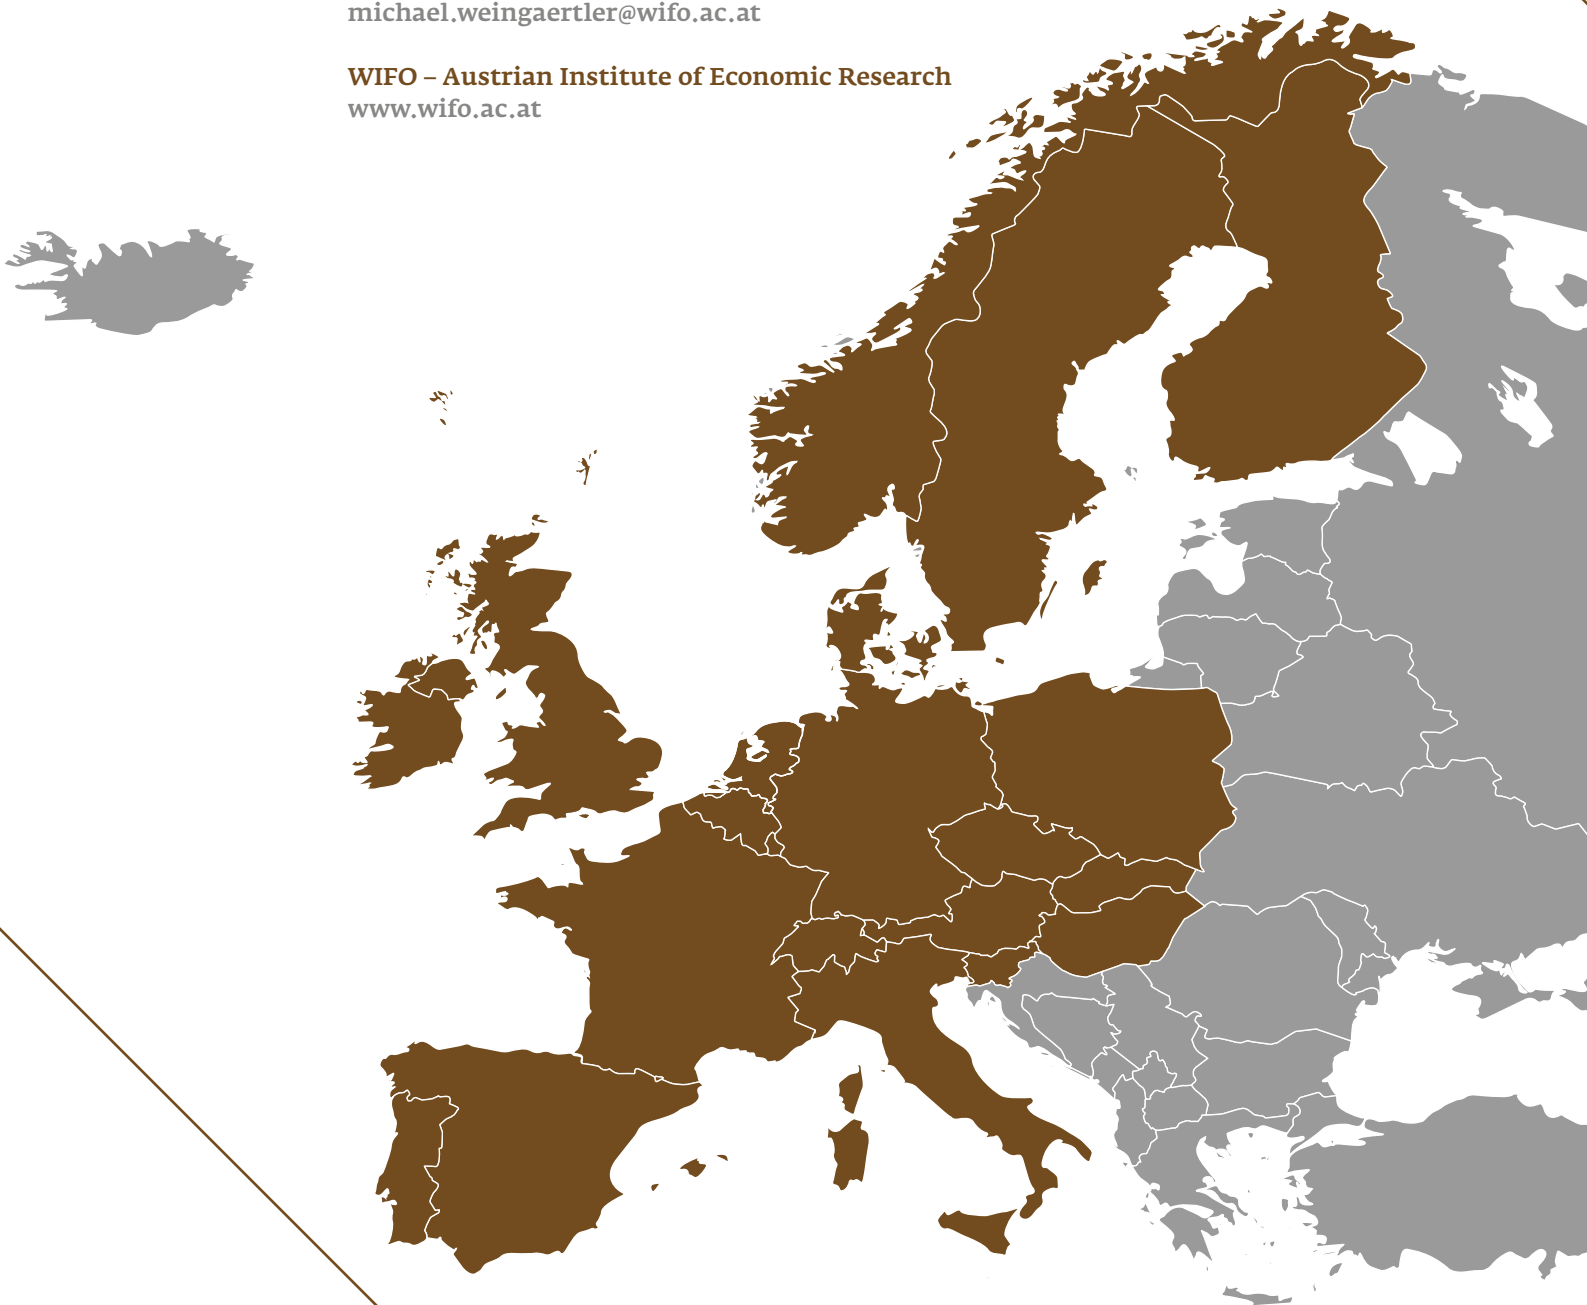 michael.weingaertler@wifo.ac.at
WIFO – Austrian Institute of Economic Research
www.wifo.ac.at